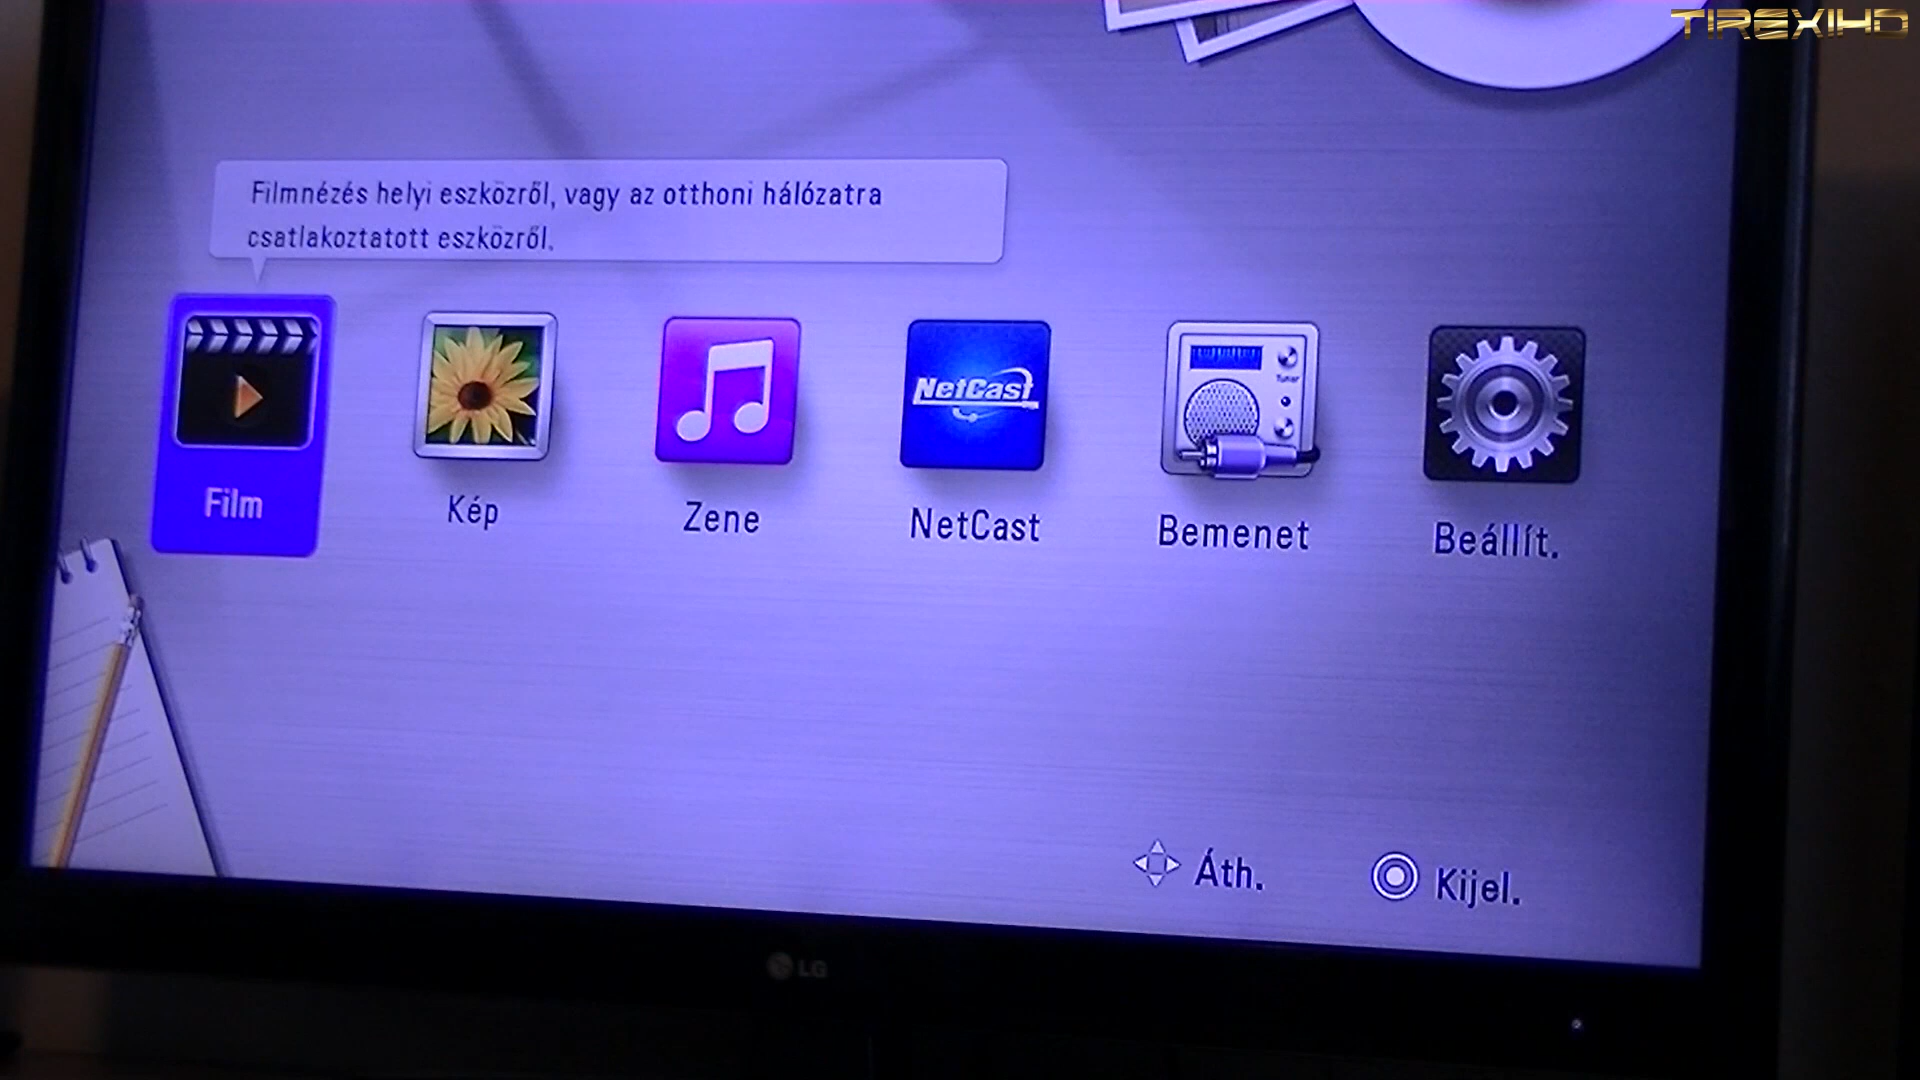 TIREXIHD
Filmnézés helyi eszközről, vagy az otthoni hálózatra
csatlakoztatott eszközről.
NetCast
Tuner
Film
Kép
Zene
NetCast
Bemenet
Beállít.
Áth.
Kijel.
LG